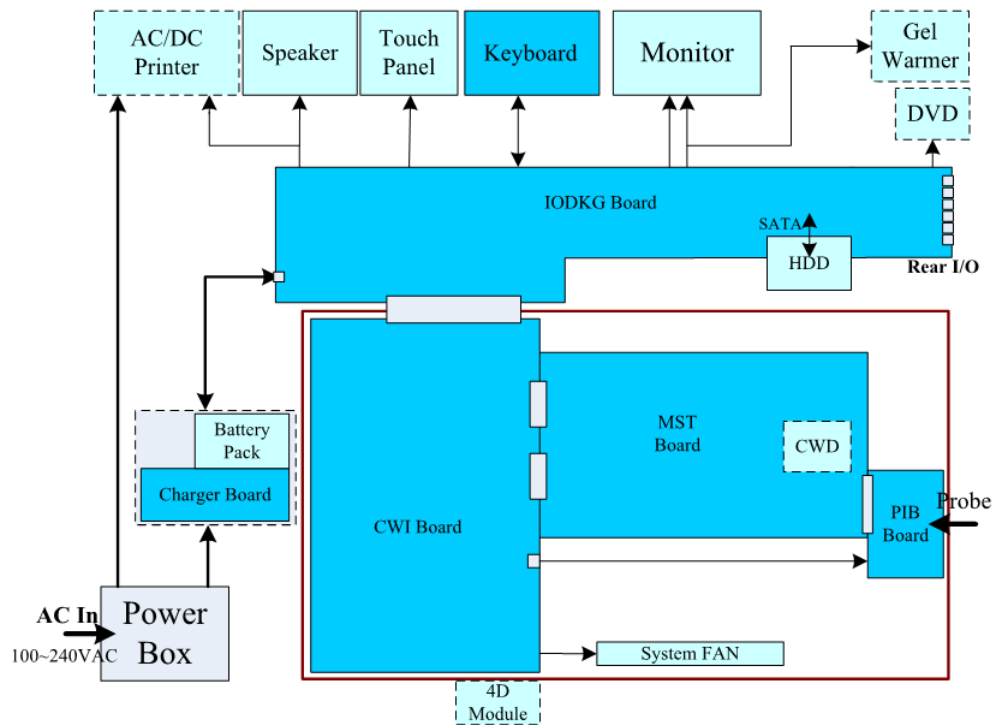 AC/DC
Printer
Speaker
Touch
Panel
Keyboard
Monitor
Gel
Warmer
DVD
IODKG Board
SATA
HDD
Rear I/O
Battery
Pack
Charger Board
MST
Board
CWD
CWI Board
PIB
Board
Probe
AC In
100~240VAC
Power
Box
System FAN
4D
Module